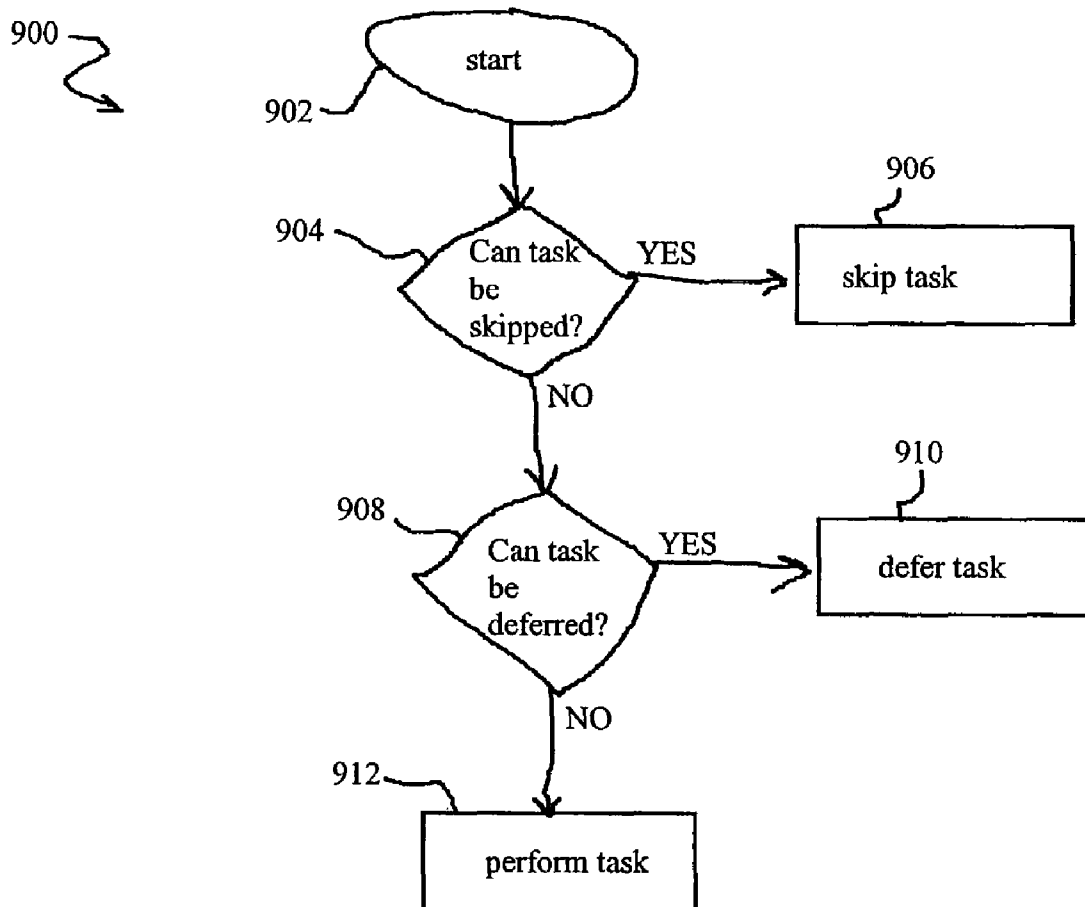 900
start
902
906
904
Can task
be
skipped?
YES
skip task
NO
910
908
Can task
be
deferred?
YES
defer task
NO
912
perform task